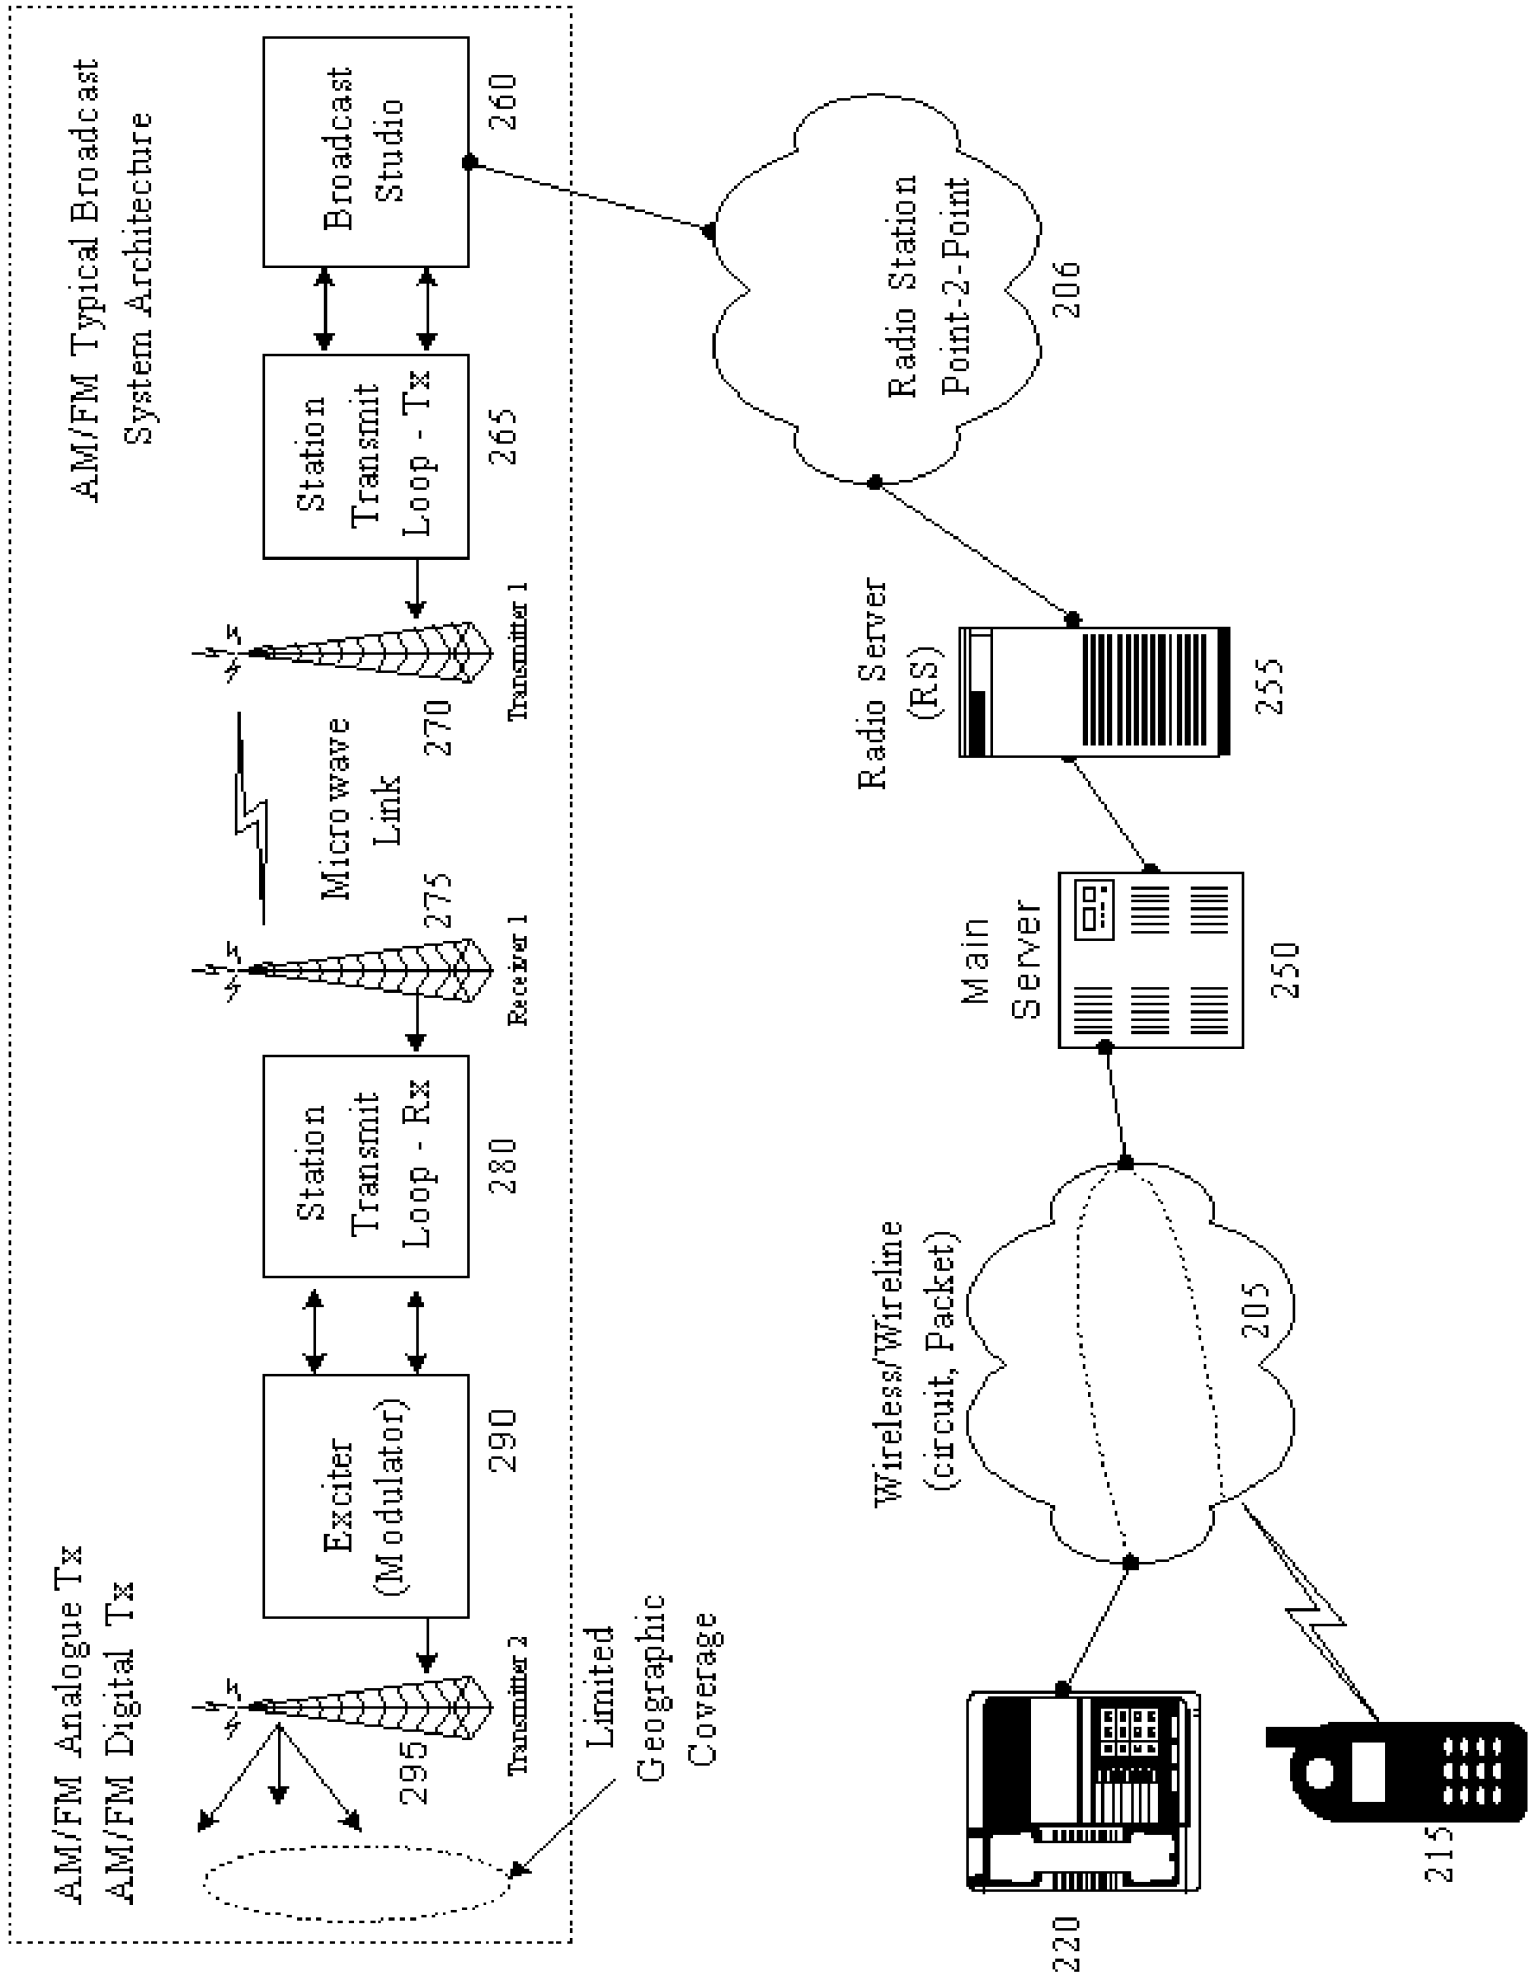 AM/FM Analogue Tx
AM/FM Digital Tx
AM/FM Typical Broadcast
System Architecture
Exciter
(Modulator)
290
Station
Transmit
Loop - Rx
280
Microwave
Link
Station
Transmit
Loop - Tx
265
Broadcast
Studio
260
295
Transmitter 2
275
Receiver 1
270
Transmitter 1
Limited
Geographic
Coverage
Wireless/Wireline
(circuit, Packet)
205
Main
Server
250
Radio Server
(RS)
255
Radio Station
Point-2-Point
206
220
215